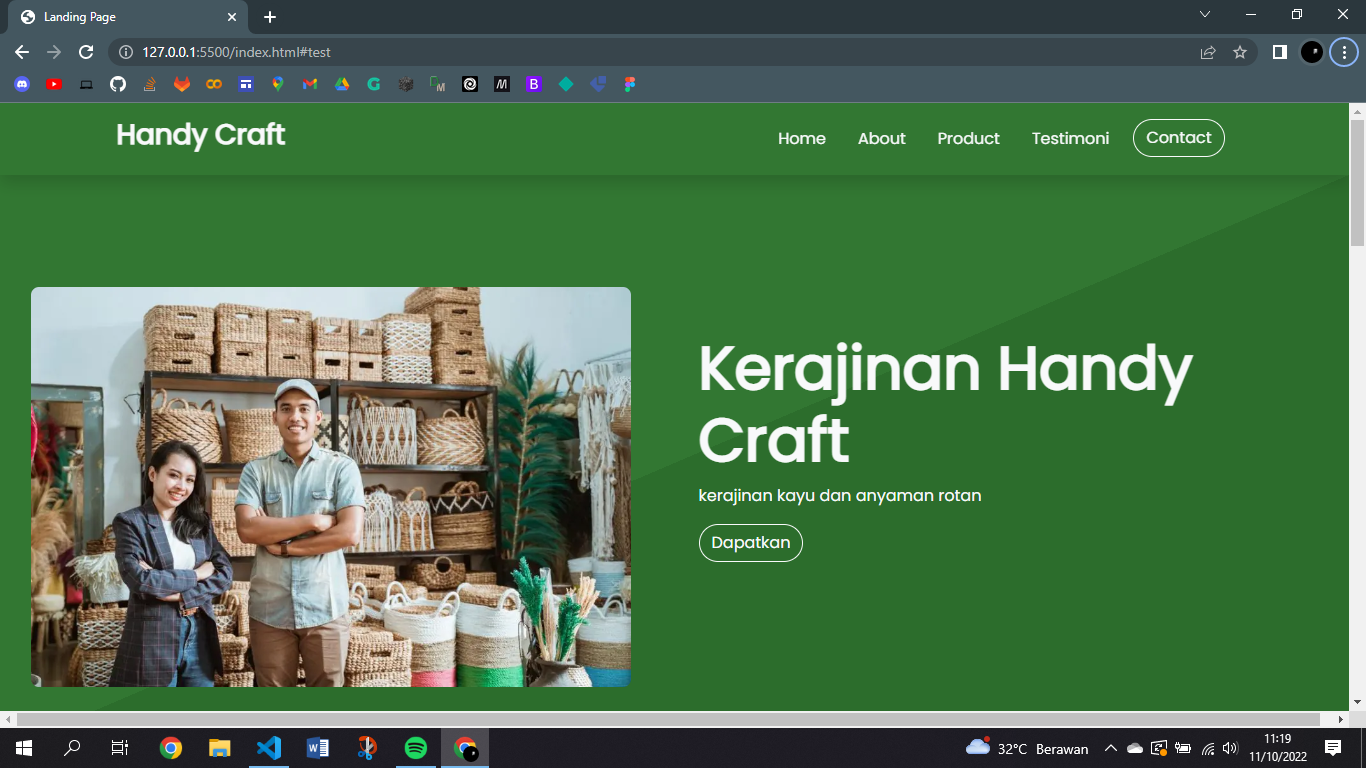 Landing Page
127.0.0.1:5500/index.html#test
Handy Craft
Home
About
Product
Testimoni
Contact
Kerajinan Handy
Craft
kerajinan kayu dan anyaman rotan
Dapatkan
32°C Berawan
11:19
11/10/2022